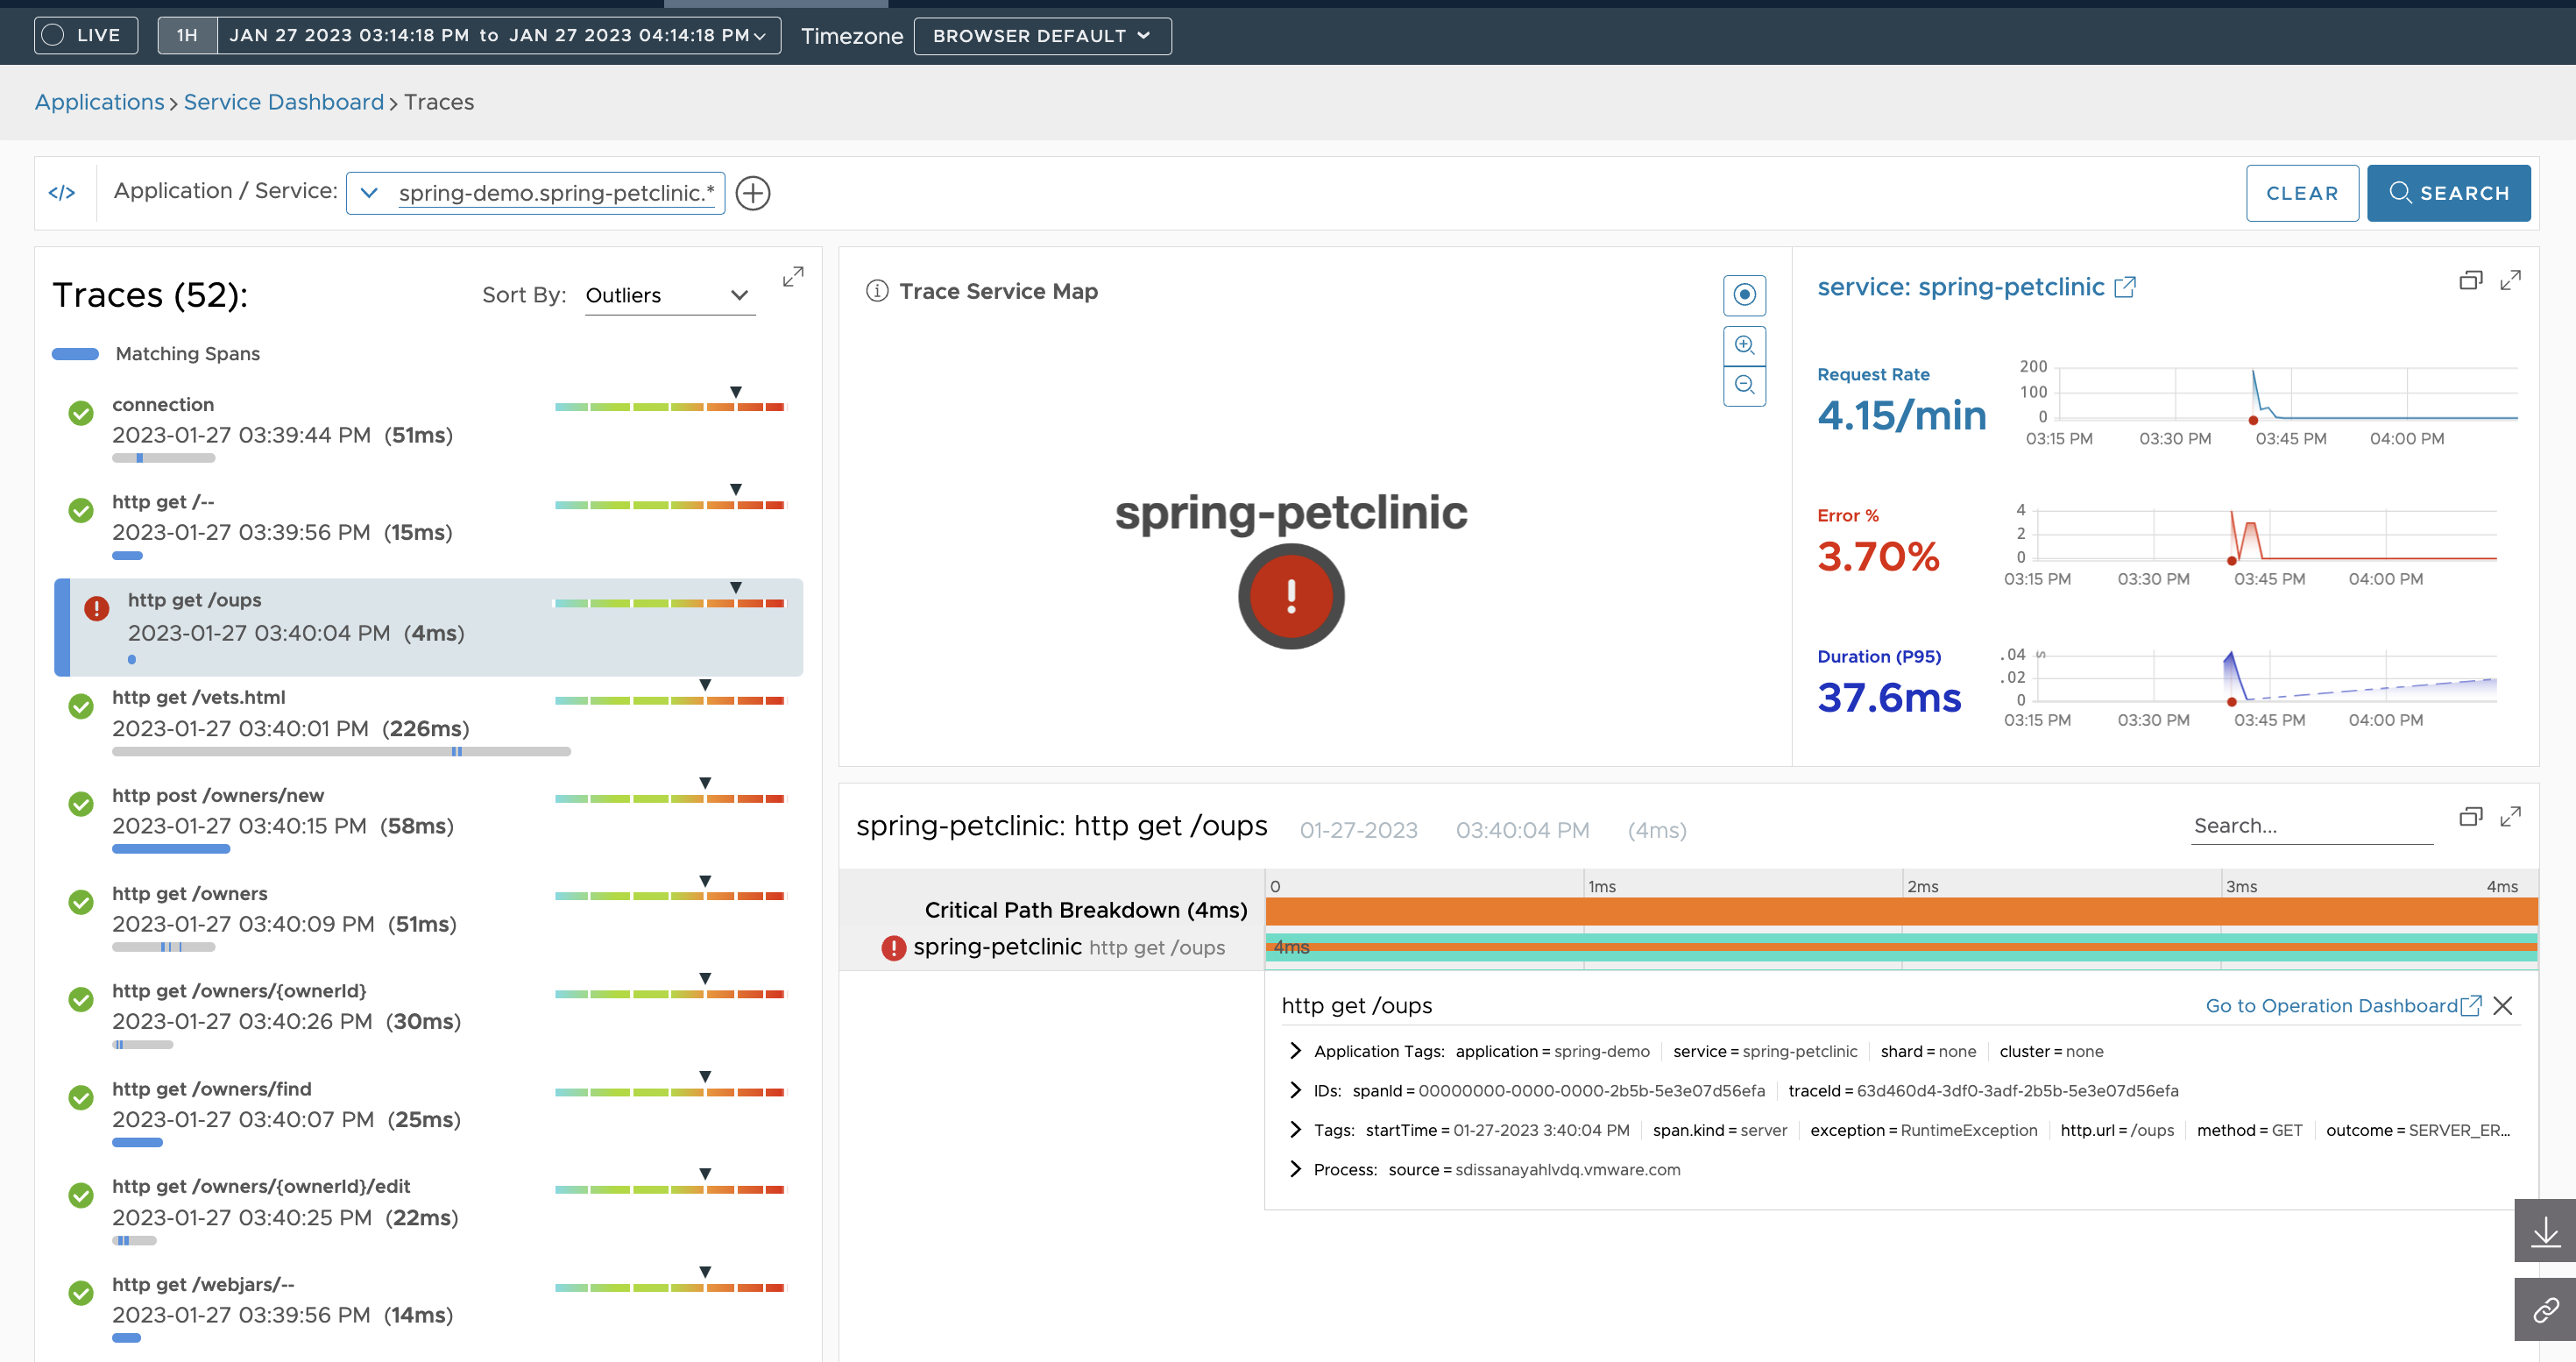 LIVE
1H JAN 27 2023 03:14:18 PM to JAN 27 2023 04:14:18 PM
Timezone
BROWSER DEFAULT
Applications > Service Dashboard > Traces
</>
Application / Service:
spring-demo.spring-petclinic.*
CLEAR
SEARCH
Traces (52):
Sort By:
Outliers
Matching Spans
connection
2023-01-27 03:39:44 PM (51ms)
http get /--
2023-01-27 03:39:56 PM (15ms)
http get /oups
2023-01-27 03:40:04 PM (4ms)
http get /vets.html
2023-01-27 03:40:01 PM (226ms)
http post /owners/new
2023-01-27 03:40:15 PM (58ms)
http get /owners
2023-01-27 03:40:09 PM (51ms)
http get /owners/{ownerId}
2023-01-27 03:40:26 PM (30ms)
http get /owners/find
2023-01-27 03:40:07 PM (25ms)
http get /owners/{ownerId}/edit
2023-01-27 03:40:25 PM (22ms)
http get /webjars/--
2023-01-27 03:39:56 PM (14ms)
Trace Service Map
spring-petclinic
!
service: spring-petclinic
Request Rate
4.15/min
200
100
0
03:15 PM 03:30 PM 03:45 PM 04:00 PM
Error %
3.70%
4
2
0
03:15 PM 03:30 PM 03:45 PM 04:00 PM
Duration (P95)
37.6ms
.04 s
.02
0
03:15 PM 03:30 PM 03:45 PM 04:00 PM
spring-petclinic: http get /oups 01-27-2023 03:40:04 PM (4ms)
Search...
0 1ms 2ms 3ms 4ms
Critical Path Breakdown (4ms)
spring-petclinic http get /oups
4ms
http get /oups
Go to Operation Dashboard
Application Tags: application = spring-demo service = spring-petclinic shard = none cluster = none
IDs: spanId = 00000000-0000-0000-2b5b-5e3e07d56efa traceId = 63d460d4-3df0-3adf-2b5b-5e3e07d56efa
Tags: startTime = 01-27-2023 3:40:04 PM span.kind = server exception = RuntimeException http.url = /oups method = GET outcome = SERVER_ER...
Process: source = sdissanayahlvdq.vmware.com